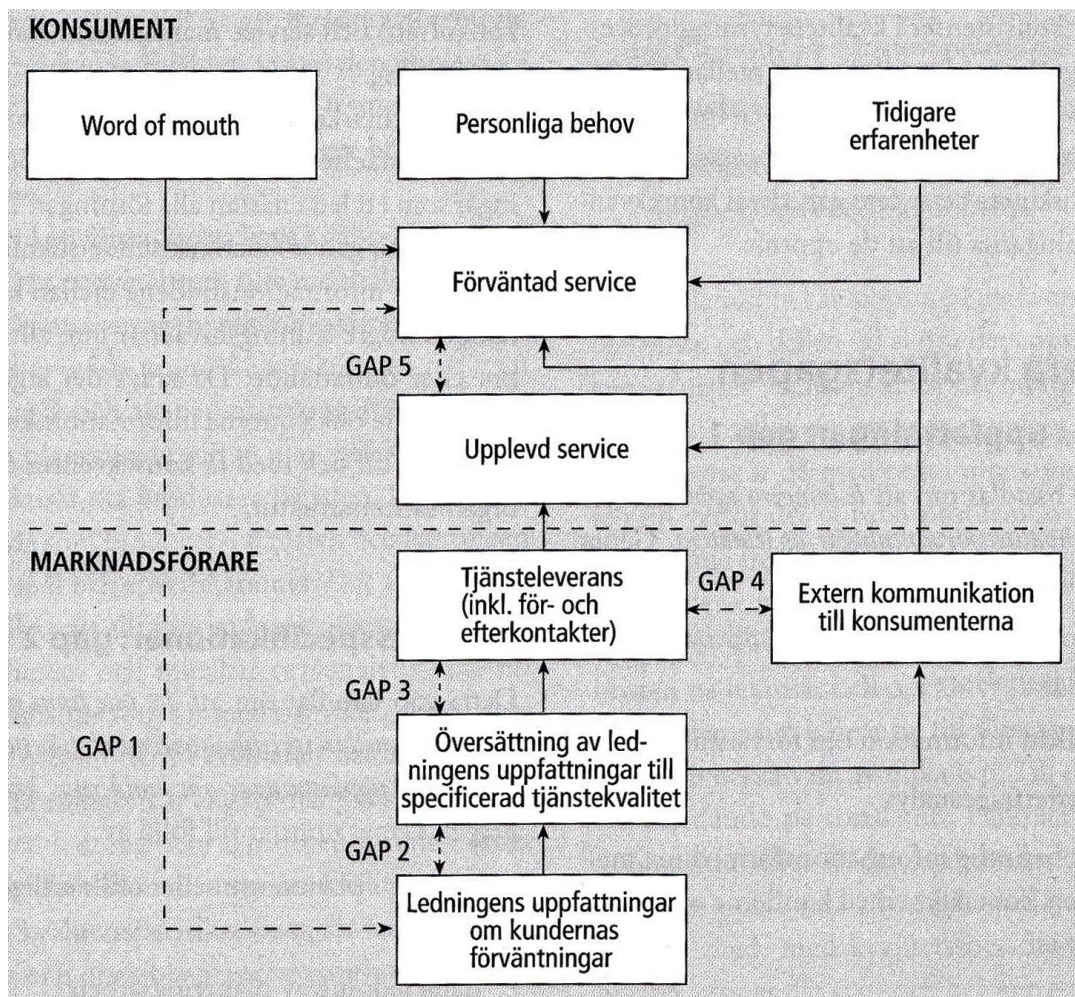 KONSUMENT
Word of mouth
Personliga behov
Tidigare
erfarenheter
Förväntad service
GAP 5
Upplevd service
MARKNADSFÖRARE
Tjänsteleverans
(inkl. för- och
efterkontakter)
GAP 4
Extern kommunikation
till konsumenterna
GAP 3
GAP 1
Översättning av led-
ningens uppfattningar till
specificerad tjänstekvalitet
GAP 2
Ledningens uppfattningar
om kundernas
förväntningar